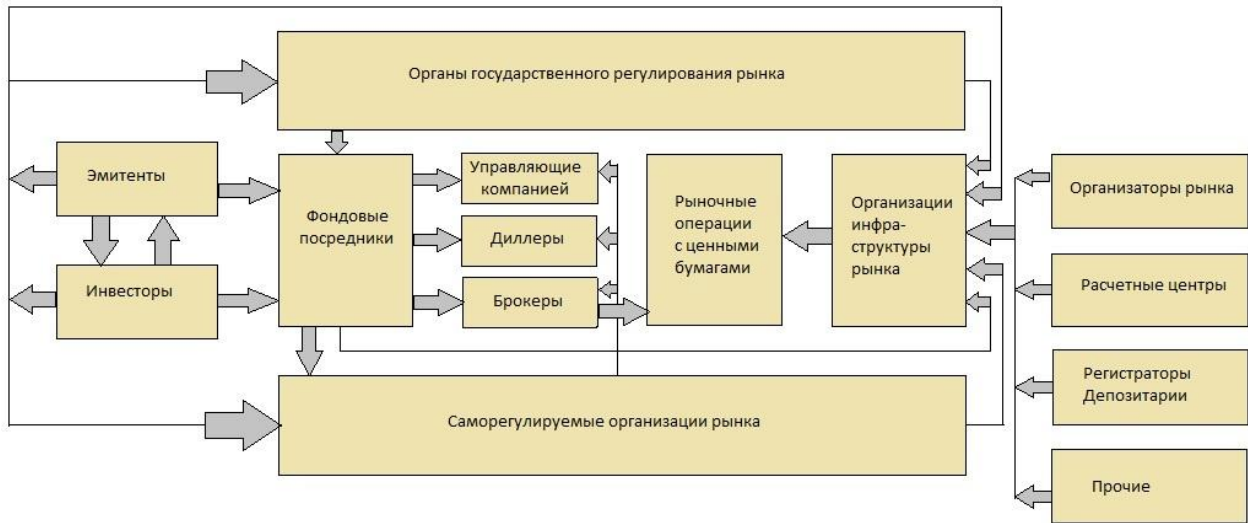 Органы государственного регулирования рынка
Эмитенты
Инвесторы
Фондовые
посредники
Управляющие
компанией
Диллеры
Брокеры
Рыночные
операции
с ценными
бумагами
Организации
инфра-
структуры
рынка
Организаторы рынка
Расчетные центры
Регистраторы
Депозитарии
Прочие
Саморегулируемые организации рынка